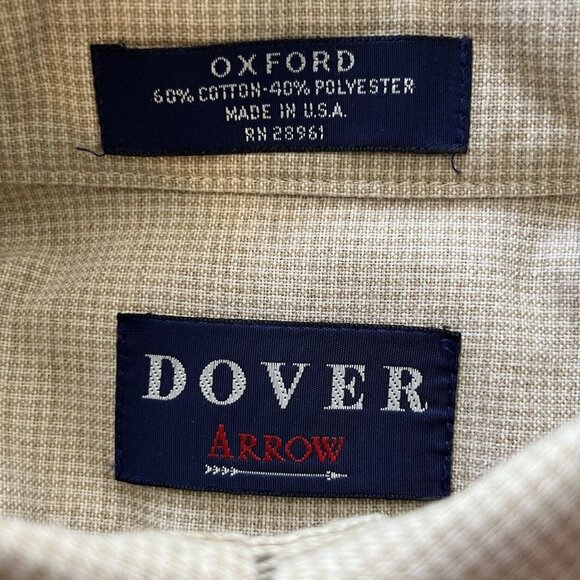 OXFORD
60% COTTON-40% POLYESTER
MADE IN U.S.A.
RN 28961
DOVER
ARROW